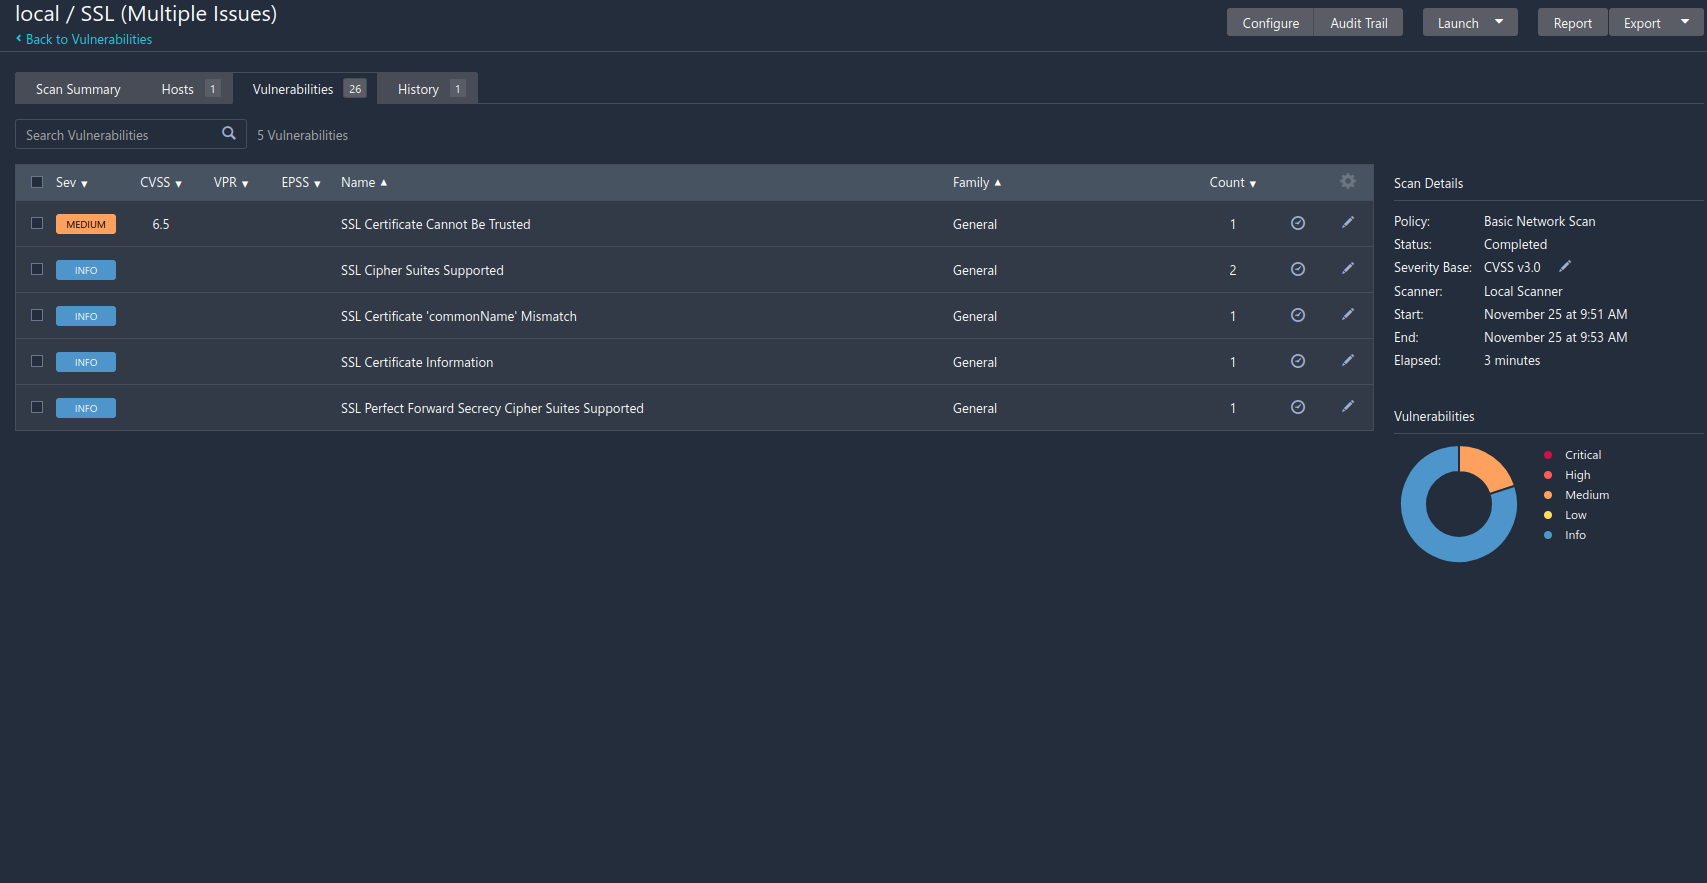 local / SSL (Multiple Issues)
Back to Vulnerabilities
Configure Audit Trail Launch Report Export
Scan Summary Hosts 1 Vulnerabilities 26 History 1
Search Vulnerabilities 5 Vulnerabilities
Sev CVSS VPR EPSS Name Family Count
MEDIUM 6.5 SSL Certificate Cannot Be Trusted General 1
INFO SSL Cipher Suites Supported General 2
INFO SSL Certificate 'commonName' Mismatch General 1
INFO SSL Certificate Information General 1
INFO SSL Perfect Forward Secrecy Cipher Suites Supported General 1
Scan Details
Policy: Basic Network Scan
Status: Completed
Severity Base: CVSS v3.0
Scanner: Local Scanner
Start: November 25 at 9:51 AM
End: November 25 at 9:53 AM
Elapsed: 3 minutes
Vulnerabilities
Critical
High
Medium
Low
Info